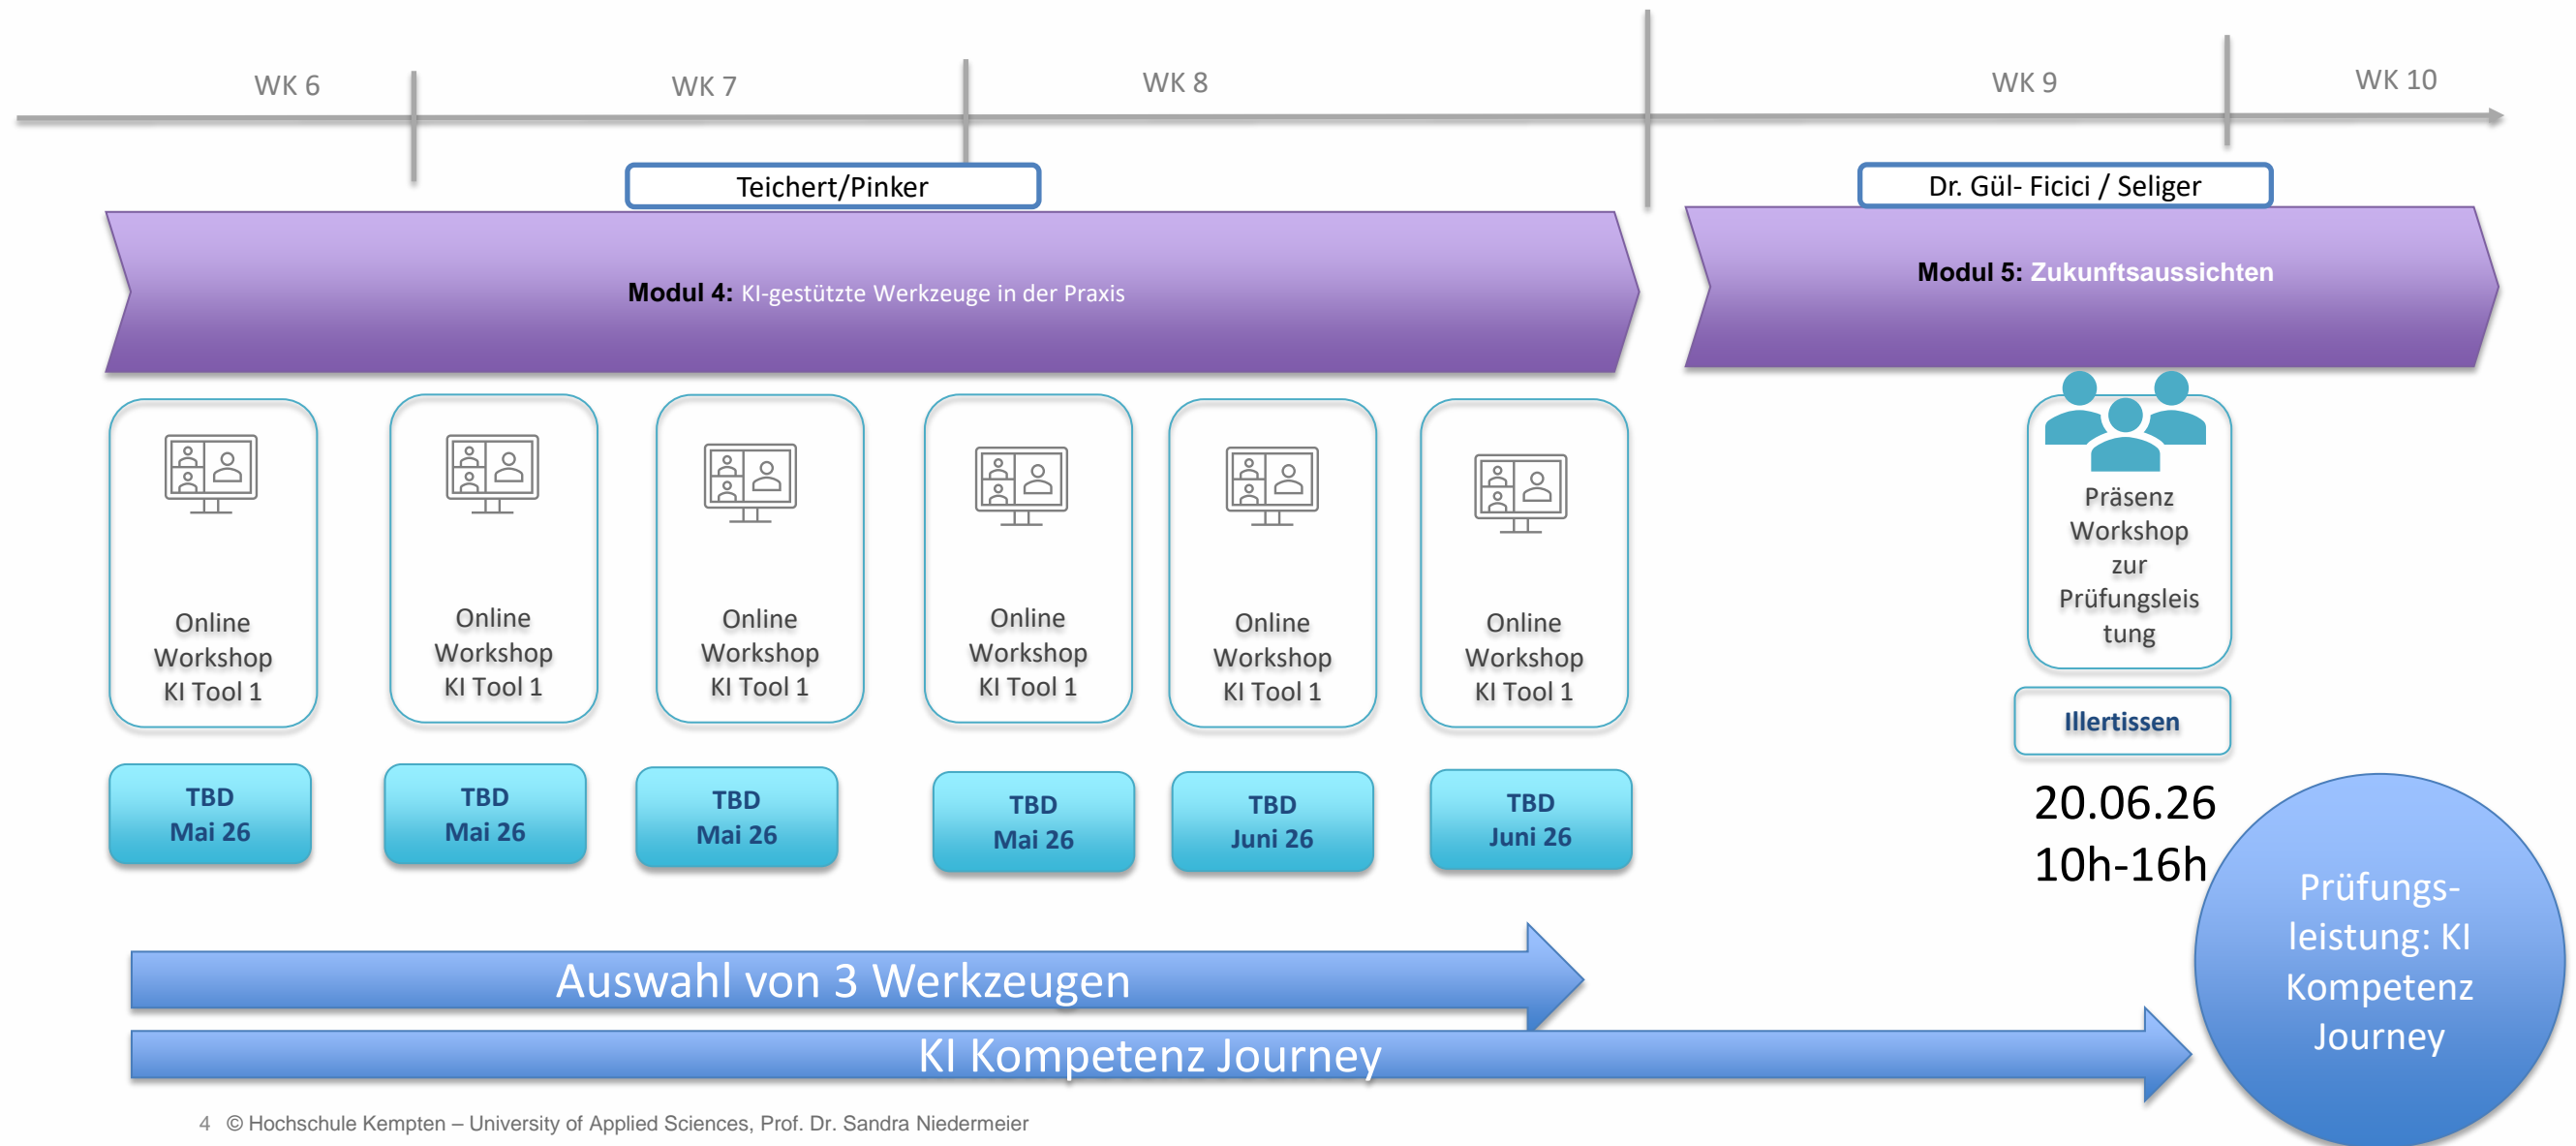 WK 6
WK 7
WK 8
WK 9
WK 10
Teichert/Pinker
Dr. Gül- Ficici / Seliger
Modul 4: KI-gestützte Werkzeuge in der Praxis
Modul 5: Zukunftsaussichten
Online
Workshop
KI Tool 1
Online
Workshop
KI Tool 1
Online
Workshop
KI Tool 1
Online
Workshop
KI Tool 1
Online
Workshop
KI Tool 1
Online
Workshop
KI Tool 1
Präsenz
Workshop
zur
Prüfungsleis
tung
Illertissen
TBD
Mai 26
TBD
Mai 26
TBD
Mai 26
TBD
Mai 26
TBD
Juni 26
TBD
Juni 26
20.06.26
10h-16h
Prüfungs-
leistung: KI
Kompetenz
Journey
Auswahl von 3 Werkzeugen
KI Kompetenz Journey
4 © Hochschule Kempten – University of Applied Sciences, Prof. Dr. Sandra Niedermeier